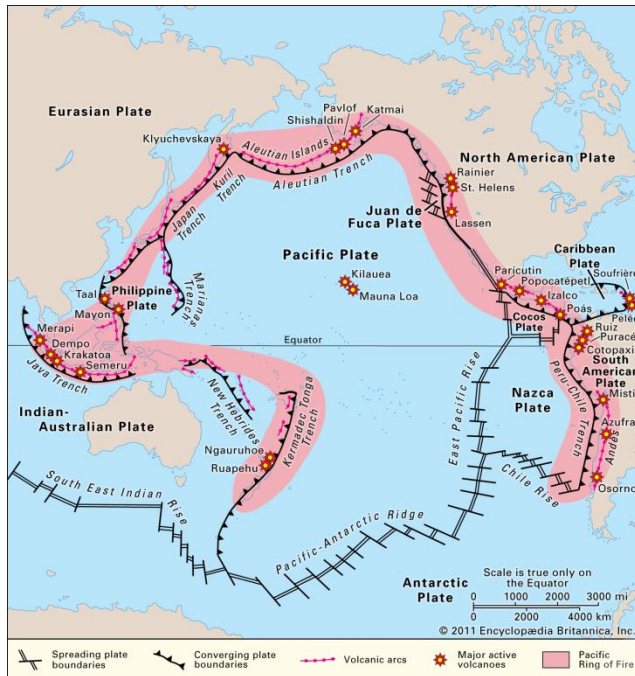 Eurasian Plate
Klyuchevskaya
Shishaldin
Pavlof
Katmai
Aleutian Islands
Aleutian Trench
Kuril
Trench
Japan
Trench
North American Plate
Rainier
St. Helens
Lassen
Juan de
Fuca Plate
Pacific Plate
Kilauea
Mauna Loa
Marianas
Trench
Philippine
Plate
Taal
Mayon
Paricutín
Popocatépetl
Izalco
Poás
Caribbean
Plate
Soufrière
Pelée
Cocos
Plate
Ruiz
Puracé
Cotopaxi
South
American
Plate
Merapi
Dempo
Krakatoa
Semeru
Java Trench
Equator
Indian-
Australian Plate
New Hebrides
Trench
Kermadec Tonga
Trench
Ngauruhoe
Ruapehu
East Pacific Rise
Nazca
Plate
Peru-Chile
Trench
Misti
Azufra
Andes
Osorno
Chile Rise
South East Indian Rise
Pacific-Antarctic Ridge
Antarctic
Plate
Scale is true only on
the Equator
0 1000 2000 3000 mi
0 2000 4000 km
© 2011 Encyclopædia Britannica, Inc.
Spreading plate
boundaries
Converging plate
boundaries
Volcanic arcs
Major active
volcanoes
Pacific
Ring of Fire